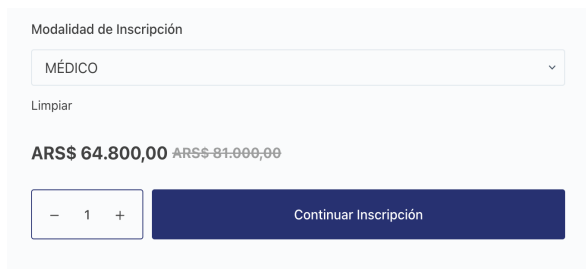 Modalidad de Inscripción
MÉDICO
Limpiar
ARS$ 64.800,00 ARS$ 81.000,00
− 1 + Continuar Inscripción